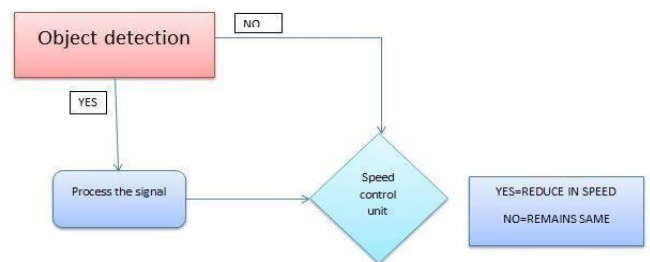 Object detection
NO
YES
Process the signal
Speed
control
unit
YES=REDUCE IN SPEED
NO=REMAINS SAME